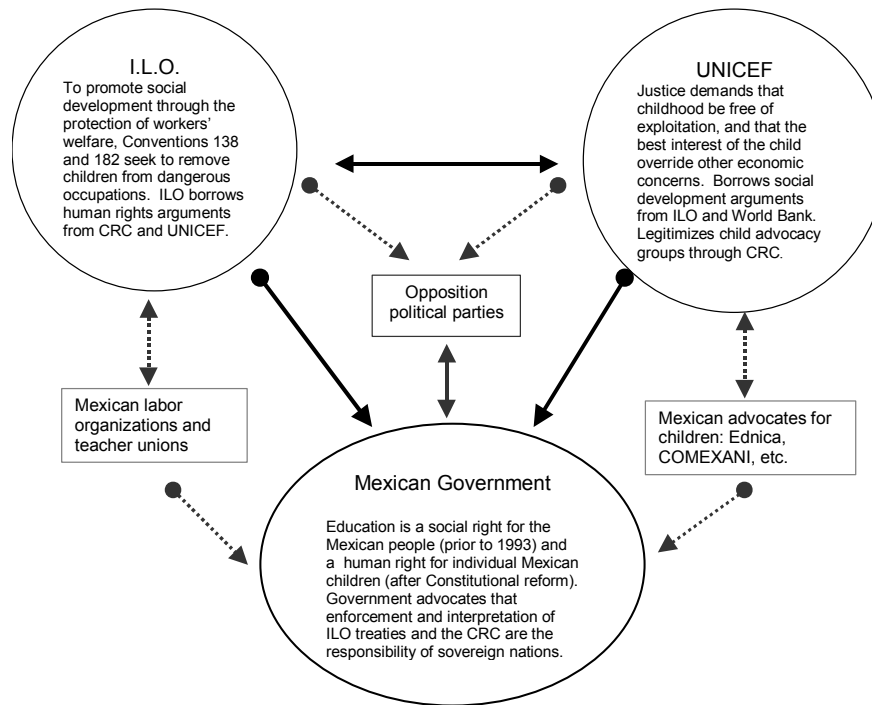 I.L.O.
To promote social
development through the
protection of workers'
welfare, Conventions 138
and 182 seek to remove
children from dangerous
occupations.  ILO borrows
human rights arguments
from CRC and UNICEF.
UNICEF
Justice demands that
childhood be free of
exploitation, and that the
best interest of the child
override other economic
concerns.  Borrows social
development arguments
from ILO and World Bank.
Legitimizes child advocacy
groups through CRC.
Opposition
political parties
Mexican labor
organizations and
teacher unions
Mexican advocates for
children: Ednica,
COMEXANI, etc.
Mexican Government
Education is a social right for the
Mexican people (prior to 1993) and
a  human right for individual Mexican
children (after Constitutional reform).
Government advocates that
enforcement and interpretation of
ILO treaties and the CRC are the
responsibility of sovereign nations.